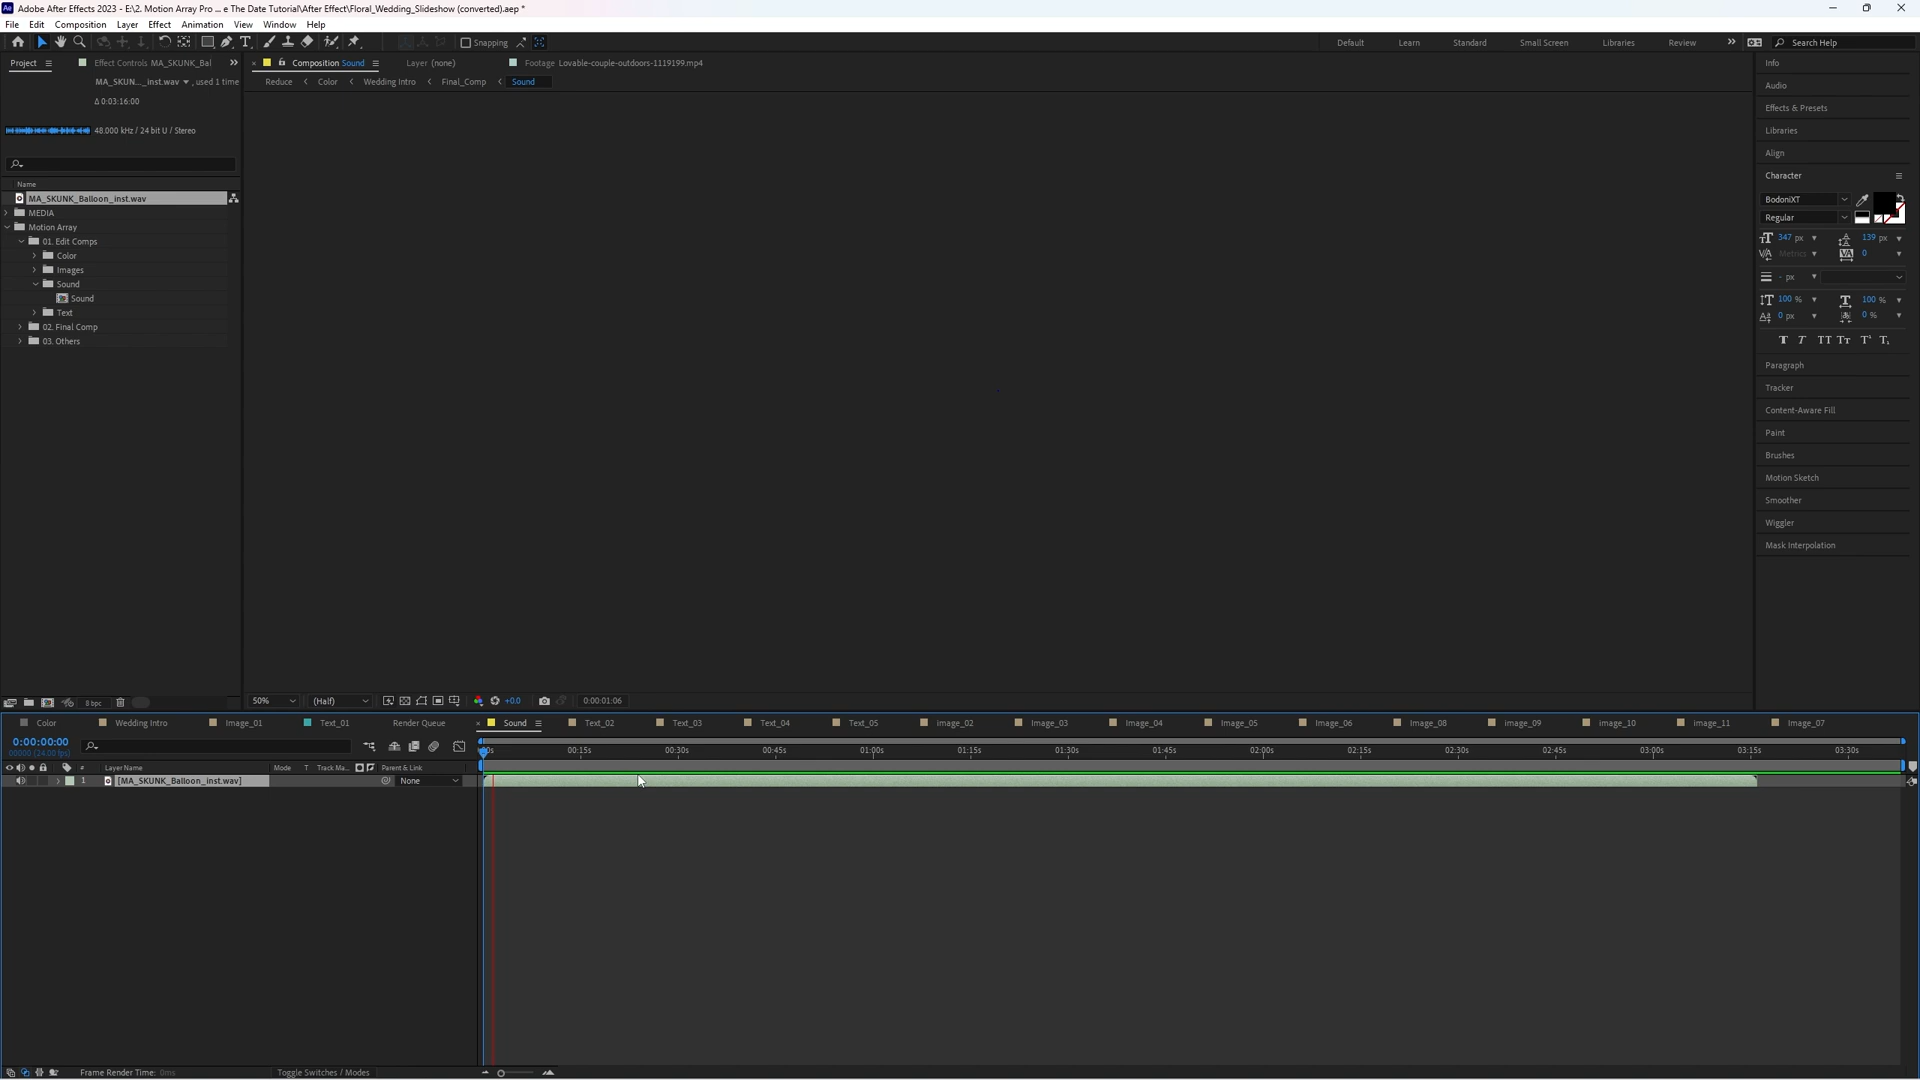 Adobe After Effects 2023 - E:\2. Motion Array Pro ... e The Date Tutorial\After Effect\Floral_Wedding_Slideshow (converted).aep *
File Edit Composition Layer Effect Animation View Window Help
Snapping
Default Learn Standard Small Screen Libraries Review Search Help
Project Effect Controls MA_SKUNK_Bal
Composition Sound Layer (none) Footage Lovable-couple-outdoors-1119199.mp4
Reduce Color Wedding Intro Final_Comp Sound
MA_SKUN..._inst.wav , used 1 time
Δ 0:03:16:00
48.000 kHz / 24 bit U / Stereo
Name
MA_SKUNK_Balloon_inst.wav
MEDIA
Motion Array
01. Edit Comps
Color
Images
Sound
Sound
Text
02. Final Comp
03. Others
8 bpc
Info
Audio
Effects & Presets
Libraries
Align
Character
BodoniXT
Regular
347 px 139 px
Metrics 0
- px
100 % 100 %
0 px 0 %
Paragraph
Tracker
Content-Aware Fill
Paint
Brushes
Motion Sketch
Smoother
Wiggler
Mask Interpolation
50% (Half) +0.0 0:00:01:06
Color Wedding Intro Image_01 Text_01 Render Queue Sound Text_02 Text_03 Text_04 Text_05 Image_02 Image_03 Image_04 Image_05 Image_06 Image_08 Image_09 Image_10 Image_11 Image_07
0:00:00:00
00000 (24.00 fps)
:00s 00:15s 00:30s 00:45s 01:00s 01:15s 01:30s 01:45s 02:00s 02:15s 02:30s 02:45s 03:00s 03:15s 03:30s
# Layer Name Mode T Track Ma... Parent & Link
1 [MA_SKUNK_Balloon_inst.wav] None
Frame Render Time: 0ms Toggle Switches / Modes